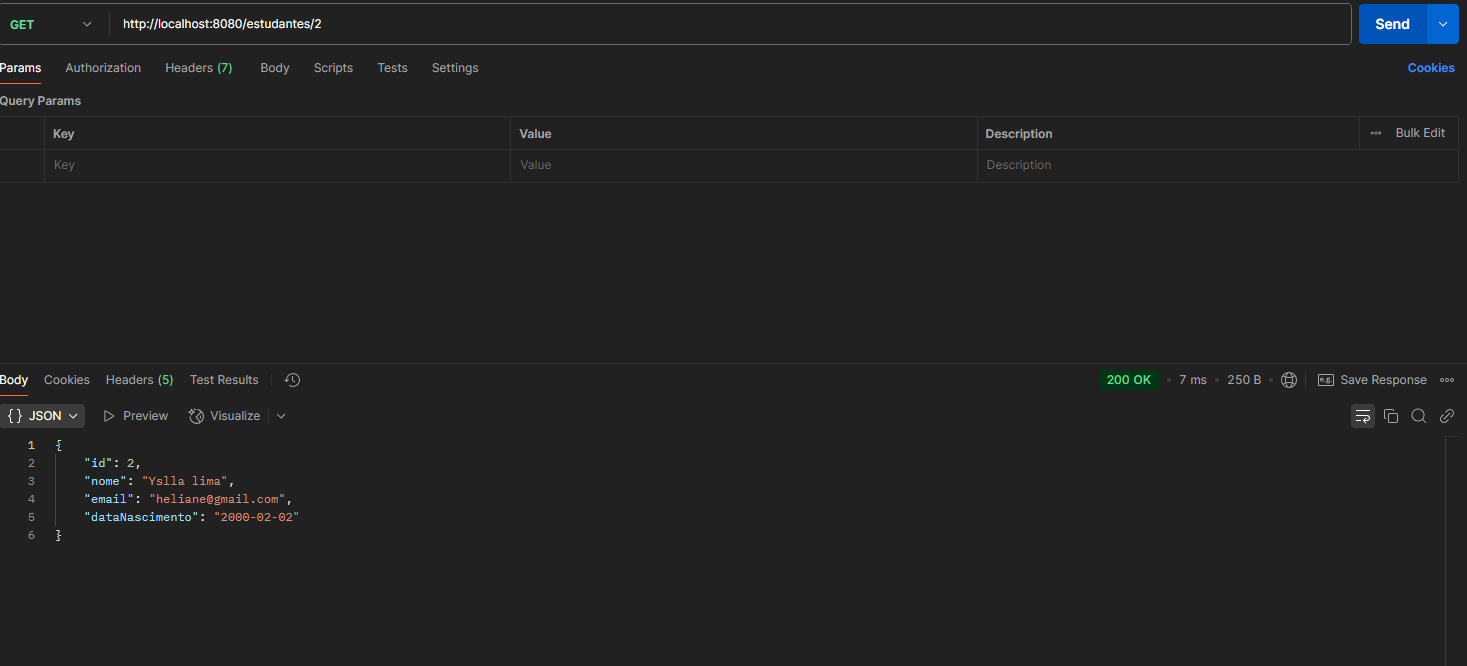 GET http://localhost:8080/estudantes/2 Send
Params Authorization Headers (7) Body Scripts Tests Settings Cookies
Query Params
Key Value Description Bulk Edit
Key Value Description
Body Cookies Headers (5) Test Results 200 OK 7 ms 250 B e.g. Save Response
{} JSON Preview Visualize
1 {
2 "id": 2,
3 "nome": "Yslla lima",
4 "email": "heliane@gmail.com",
5 "dataNascimento": "2000-02-02"
6 }